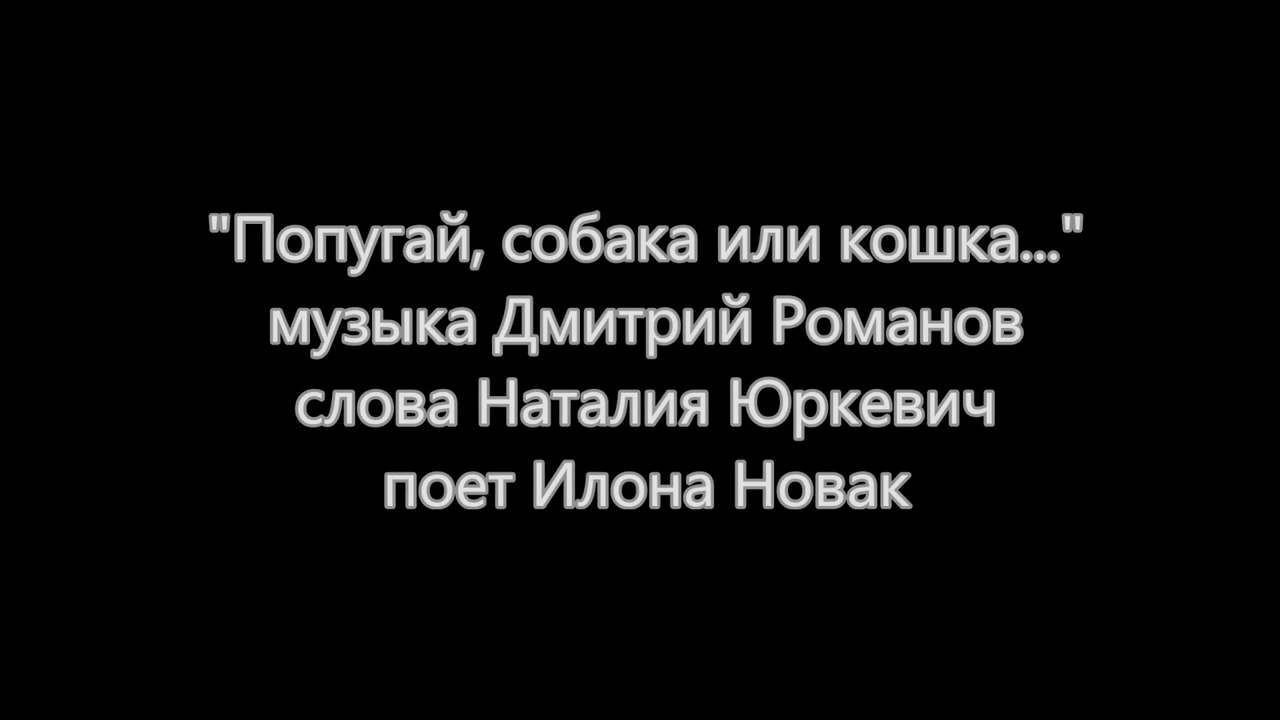 "Попугай, собака или кошка..."
музыка Дмитрий Романов
слова Наталия Юркевич
поет Илона Новак